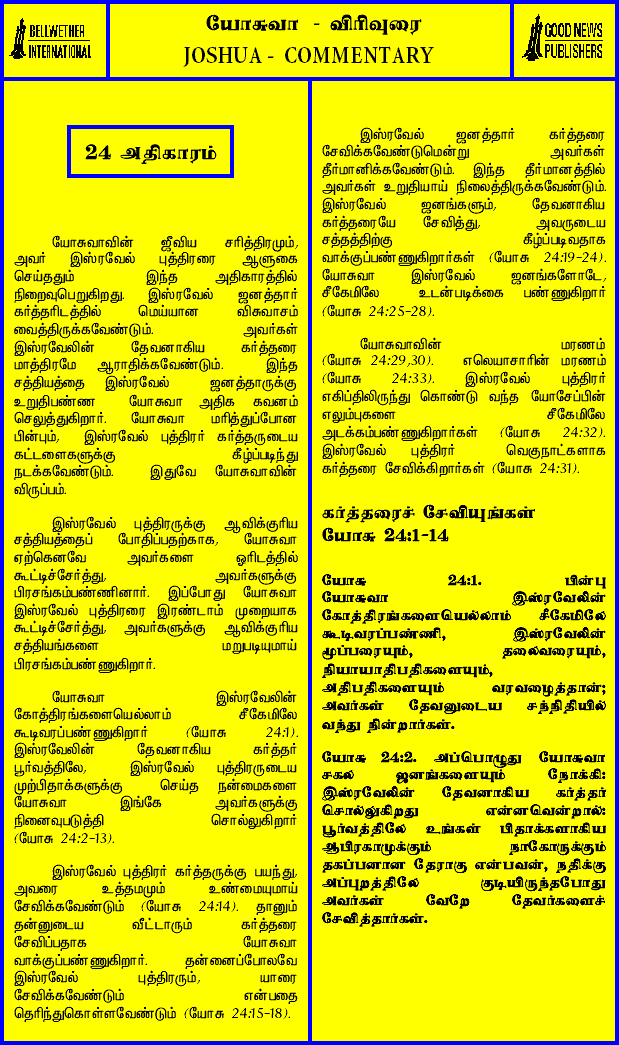 BELLWETHER
INTERNATIONAL
யோசுவா - விரிவுரை
JOSHUA - COMMENTARY
GOOD NEWS
PUBLISHERS
24 அதிகாரம்
யோசுவாவின் ஜீவிய சரித்திரமும்,
அவர் இஸ்ரவேல் புத்திரரை ஆளுகை
செய்ததும் இந்த அதிகாரத்தில்
நிறைவுபெறுகிறது. இஸ்ரவேல் ஜனத்தார்
கர்த்தரிடத்தில் மெய்யான விசுவாசம்
வைத்திருக்கவேண்டும். அவர்கள்
இஸ்ரவேலின் தேவனாகிய கர்த்தரை
மாத்திரமே ஆராதிக்கவேண்டும். இந்த
சத்தியத்தை இஸ்ரவேல் ஜனத்தாருக்கு
உறுதிபண்ண யோசுவா அதிக கவனம்
செலுத்துகிறார். யோசுவா மரித்துப்போன
பின்பும், இஸ்ரவேல் புத்திரர் கர்த்தருடைய
கட்டளைகளுக்கு கீழ்ப்படிந்து
நடக்கவேண்டும். இதுவே யோசுவாவின்
விருப்பம்.
இஸ்ரவேல் புத்திரருக்கு ஆவிக்குரிய
சத்தியத்தைப் போதிப்பதற்காக, யோசுவா
ஏற்கெனவே அவர்களை ஓரிடத்தில்
கூட்டிச்சேர்த்து, அவர்களுக்கு
பிரசங்கம்பண்ணினார். இப்போது யோசுவா
இஸ்ரவேல் புத்திரரை இரண்டாம் முறையாக
கூட்டிச்சேர்த்து, அவர்களுக்கு ஆவிக்குரிய
சத்தியங்களை மறுபடியுமாய்
பிரசங்கம்பண்ணுகிறார்.
யோசுவா இஸ்ரவேலின்
கோத்திரங்களையெல்லாம் சீகேமிலே
கூடிவரப்பண்ணுகிறார் (யோசு 24:1).
இஸ்ரவேலின் தேவனாகிய கர்த்தர்
பூர்வத்திலே, இஸ்ரவேல் புத்திரருடைய
முற்பிதாக்களுக்கு செய்த நன்மைகளை
யோசுவா இங்கே அவர்களுக்கு
நினைவுபடுத்தி சொல்லுகிறார்
(யோசு 24:2-13).
இஸ்ரவேல் புத்திரர் கர்த்தருக்கு பயந்து,
அவரை உத்தமமும் உண்மையுமாய்
சேவிக்கவேண்டும் (யோசு 24:14). தானும்
தன்னுடைய வீட்டாரும் கர்த்தரை
சேவிப்பதாக யோசுவா
வாக்குப்பண்ணுகிறார். தன்னைப்போலவே
இஸ்ரவேல் புத்திரரும், யாரை
சேவிக்கவேண்டும் என்பதை
தெரிந்துகொள்ளவேண்டும் (யோசு 24:15-18).
இஸ்ரவேல் ஜனத்தார் கர்த்தரை
சேவிக்கவேண்டுமென்று அவர்கள்
தீர்மானிக்கவேண்டும். இந்த தீர்மானத்தில்
அவர்கள் உறுதியாய் நிலைத்திருக்கவேண்டும்.
இஸ்ரவேல் ஜனங்களும், தேவனாகிய
கர்த்தரையே சேவித்து, அவருடைய
சத்தத்திற்கு கீழ்ப்படிவதாக
வாக்குப்பண்ணுகிறார்கள் (யோசு 24:19-24).
யோசுவா இஸ்ரவேல் ஜனங்களோடே,
சீகேமிலே உடன்படிக்கை பண்ணுகிறார்
(யோசு 24:25-28).
யோசுவாவின் மரணம்
(யோசு 24:29,30). எலெயாசாரின் மரணம்
(யோசு 24:33). இஸ்ரவேல் புத்திரர்
எகிப்திலிருந்து கொண்டு வந்த யோசேப்பின்
எலும்புகளை சீகேமிலே
அடக்கம்பண்ணுகிறார்கள் (யோசு 24:32).
இஸ்ரவேல் புத்திரர் வெகுநாட்களாக
கர்த்தரை சேவிக்கிறார்கள் (யோசு 24:31).
கர்த்தரைச் சேவியுங்கள்
யோசு 24:1-14
யோசு 24:1. பின்பு
யோசுவா இஸ்ரவேலின்
கோத்திரங்களையெல்லாம் சீகேமிலே
கூடிவரப்பண்ணி, இஸ்ரவேலின்
மூப்பரையும், தலைவரையும்,
நியாயாதிபதிகளையும்,
அதிபதிகளையும் வரவழைத்தான்;
அவர்கள் தேவனுடைய சந்நிதியில்
வந்து நின்றார்கள்.
யோசு 24:2. அப்பொழுது யோசுவா
சகல ஜனங்களையும் நோக்கி:
இஸ்ரவேலின் தேவனாகிய கர்த்தர்
சொல்லுகிறது என்னவென்றால்:
பூர்வத்திலே உங்கள் பிதாக்களாகிய
ஆபிரகாமுக்கும் நாகோருக்கும்
தகப்பனான தேராகு என்பவன், நதிக்கு
அப்புறத்திலே குடியிருந்தபோது
அவர்கள் வேறே தேவர்களைச்
சேவித்தார்கள்.